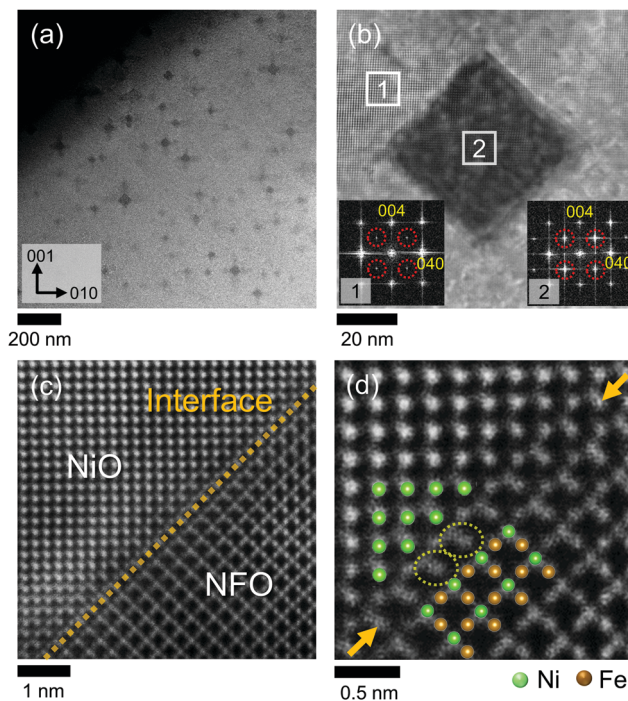 (a)
001
010
200 nm
(b)
1
2
004
040
1
004
040
2
20 nm
(c)
Interface
NiO
NFO
1 nm
(d)
0.5 nm
Ni
Fe